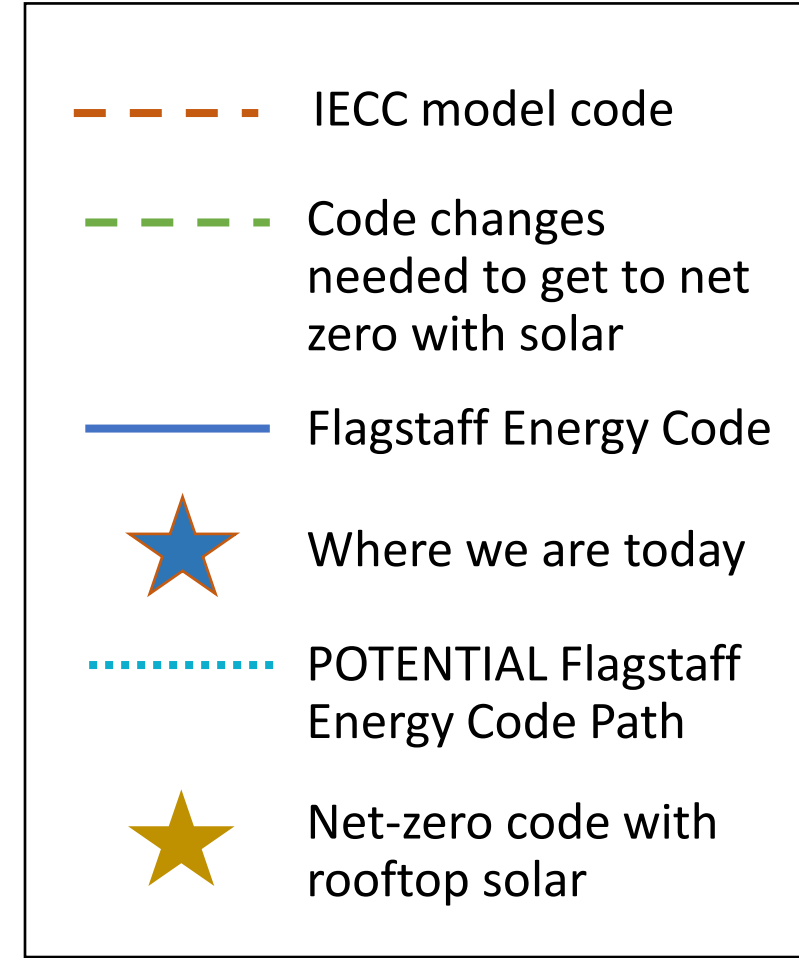 IECC model code
Code changes
needed to get to net
zero with solar
Flagstaff Energy Code
Where we are today
POTENTIAL Flagstaff
Energy Code Path
Net-zero code with
rooftop solar